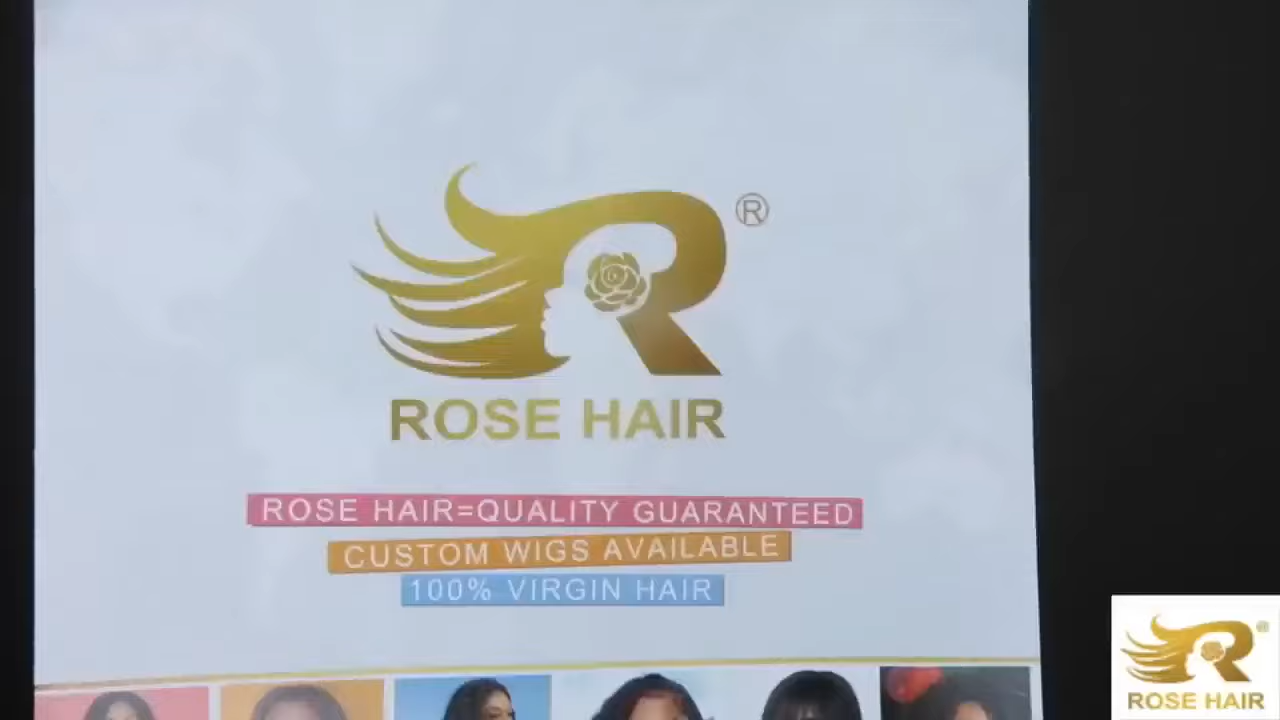 ®
ROSE HAIR
ROSE HAIR=QUALITY GUARANTEED
CUSTOM WIGS AVAILABLE
100% VIRGIN HAIR
®
ROSE HAIR